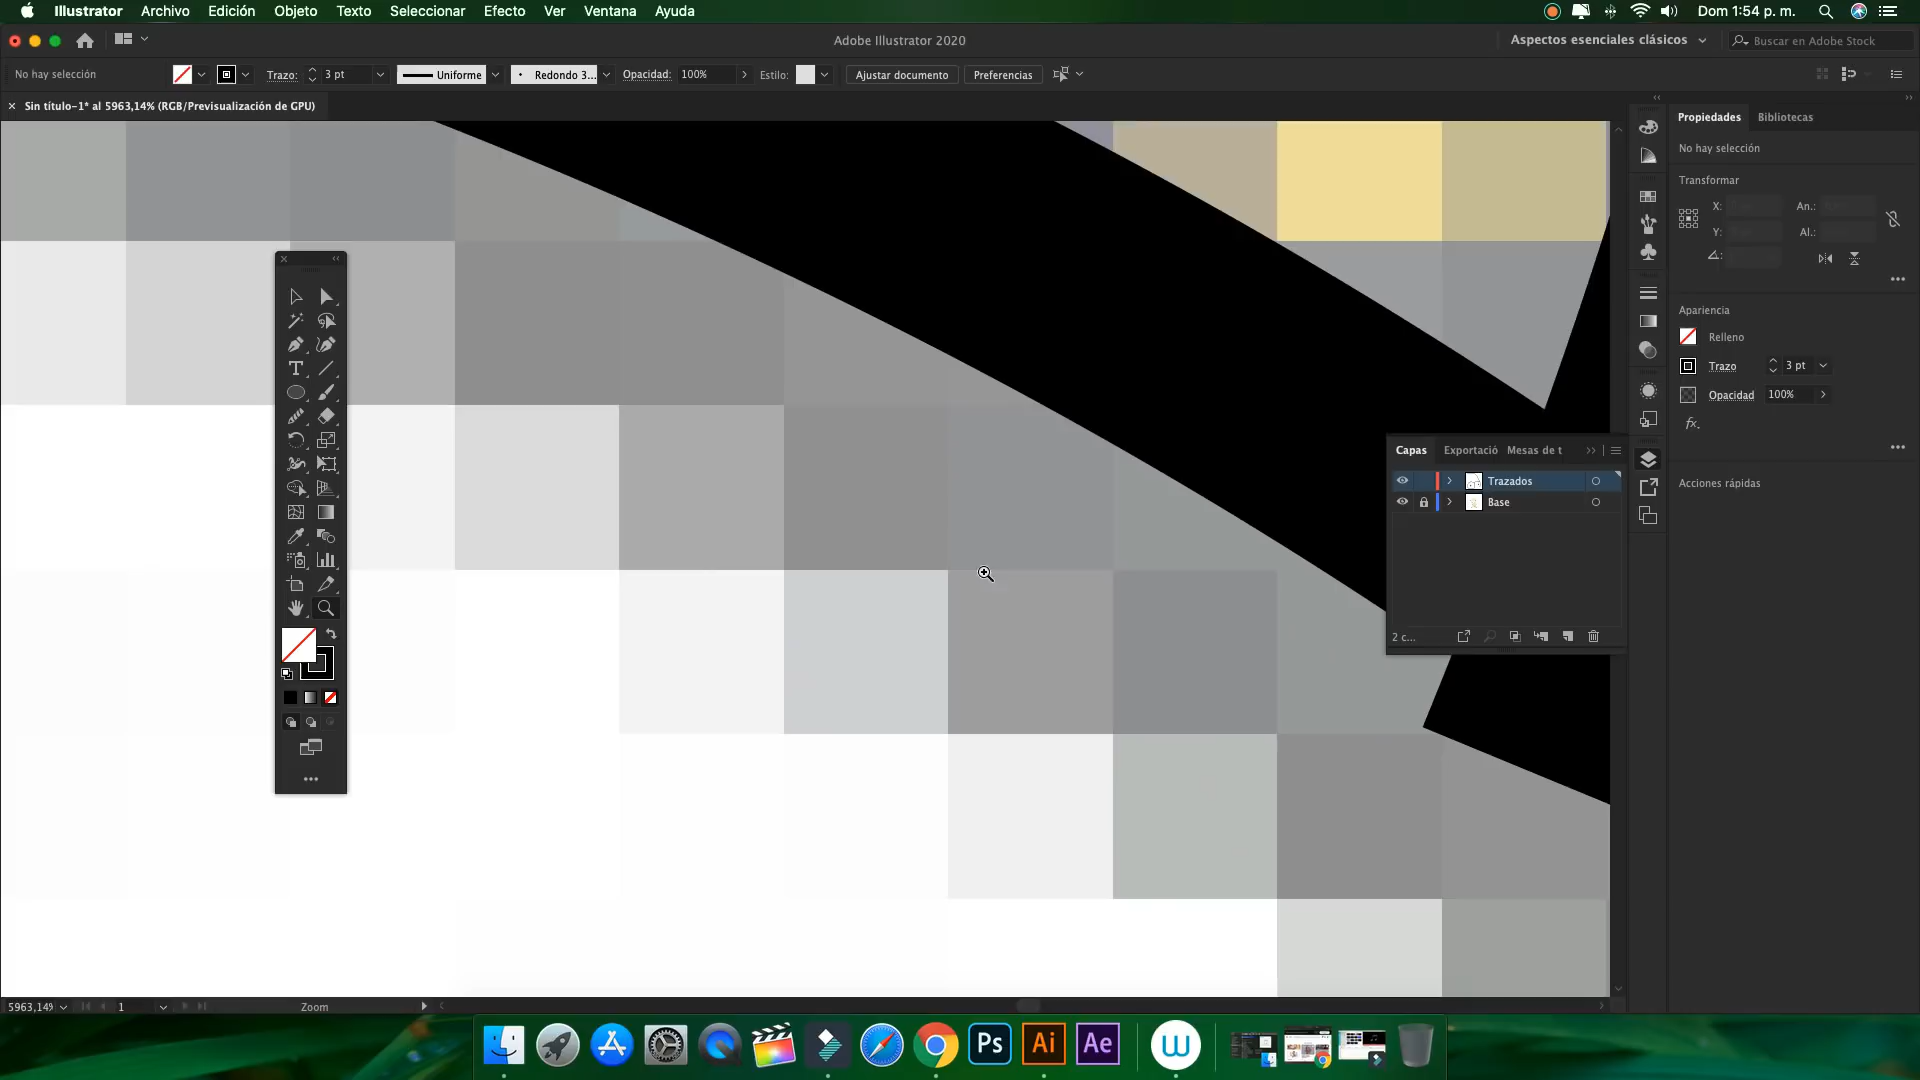 Illustrator Archivo Edición Objeto Texto Seleccionar Efecto Ver Ventana Ayuda Dom 1:54 p. m.
Adobe Illustrator 2020 Aspectos esenciales clásicos Buscar en Adobe Stock
No hay selección Trazo: 3 pt Uniforme Redondo 3... Opacidad: 100% Estilo: Ajustar documento Preferencias
× Sin título-1* al 5963,14% (RGB/Previsualización de GPU)
Propiedades Bibliotecas
No hay selección
Transformar
X: An.:
Y: Al.:
Apariencia
Relleno
Trazo 3 pt
Opacidad 100%
fx.
Capas Exportació Mesas de t
Trazados
Base
Acciones rápidas
2 c...
5963,14% 1 Zoom
Ps Ai Ae